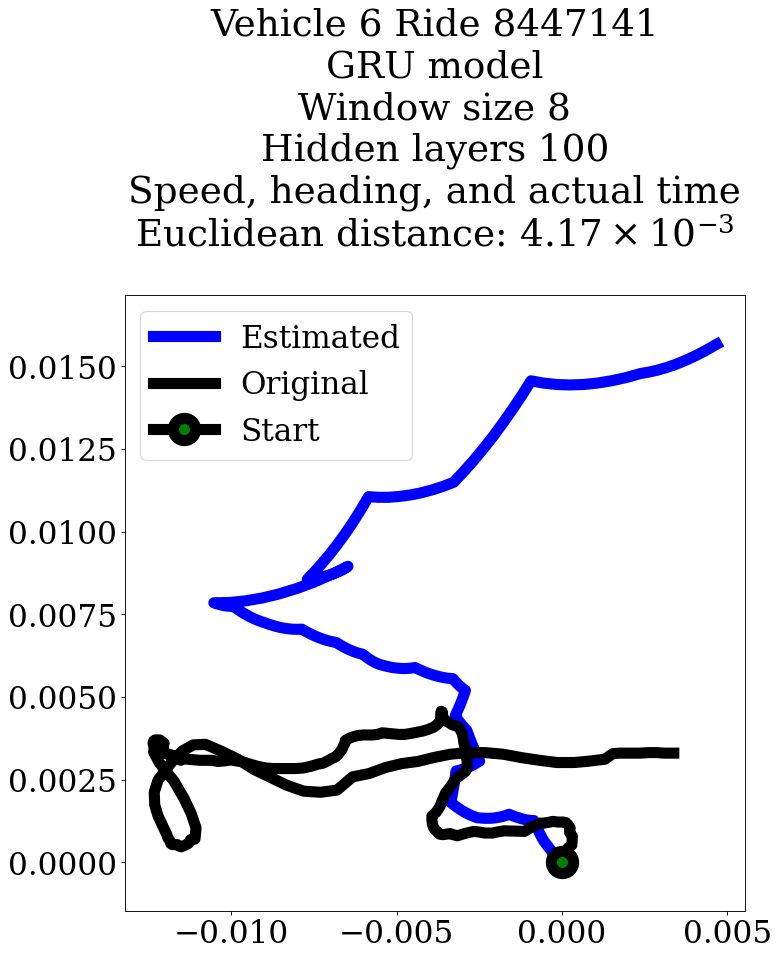 Vehicle 6 Ride 8447141
GRU model
Window size 8
Hidden layers 100
Speed, heading, and actual time
Euclidean distance: 4.17 × 10⁻³
Estimated
Original
Start
0.0150
0.0125
0.0100
0.0075
0.0050
0.0025
0.0000
−0.010 −0.005 0.000 0.005